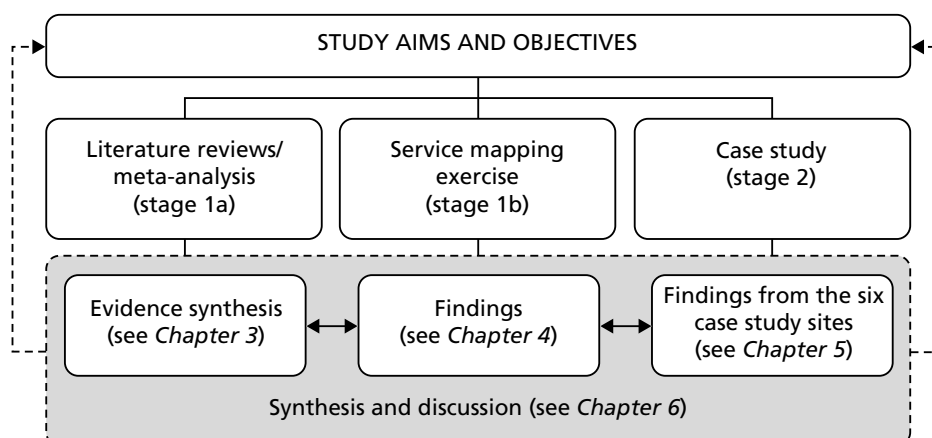 STUDY AIMS AND OBJECTIVES
Literature reviews/
meta-analysis
(stage 1a)
Service mapping
exercise
(stage 1b)
Case study
(stage 2)
Evidence synthesis
(see Chapter 3)
Findings
(see Chapter 4)
Findings from the six
case study sites
(see Chapter 5)
Synthesis and discussion (see Chapter 6)